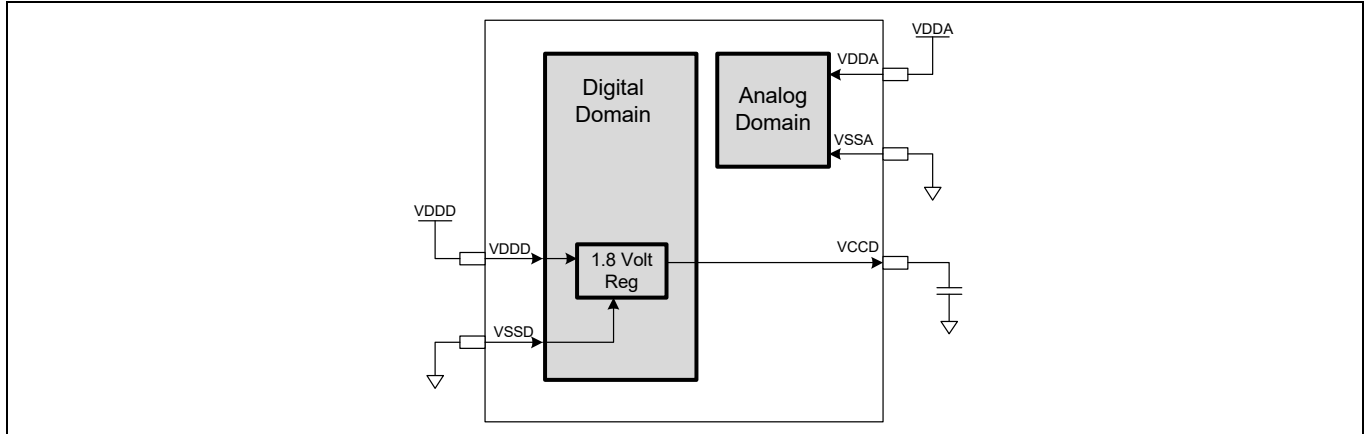 VDDA
VDDA
Digital
Domain
Analog
Domain
VSSA
VDDD
VDDD
VCCD
1.8 Volt
Reg
VSSD